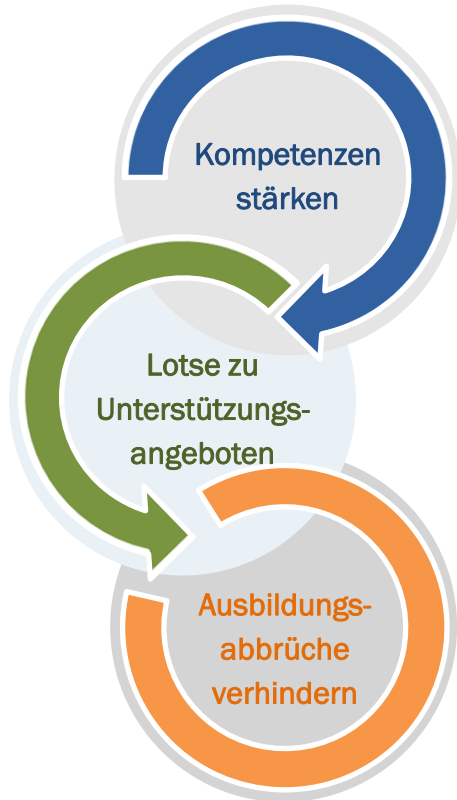 Kompetenzen
stärken
Lotse zu
Unterstützungs-
angeboten
Ausbildungs-
abbrüche
verhindern